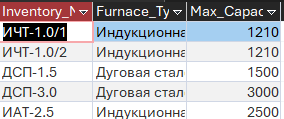 Inventory_N Furnace_Ty Max_Capac
ИЧТ-1.0/1 Индукционна 1210
ИЧТ-1.0/2 Индукционна 1210
ДСП-1.5 Дуговая стал 1500
ДСП-3.0 Дуговая стал 3000
ИАТ-2.5 Индукционна 2500